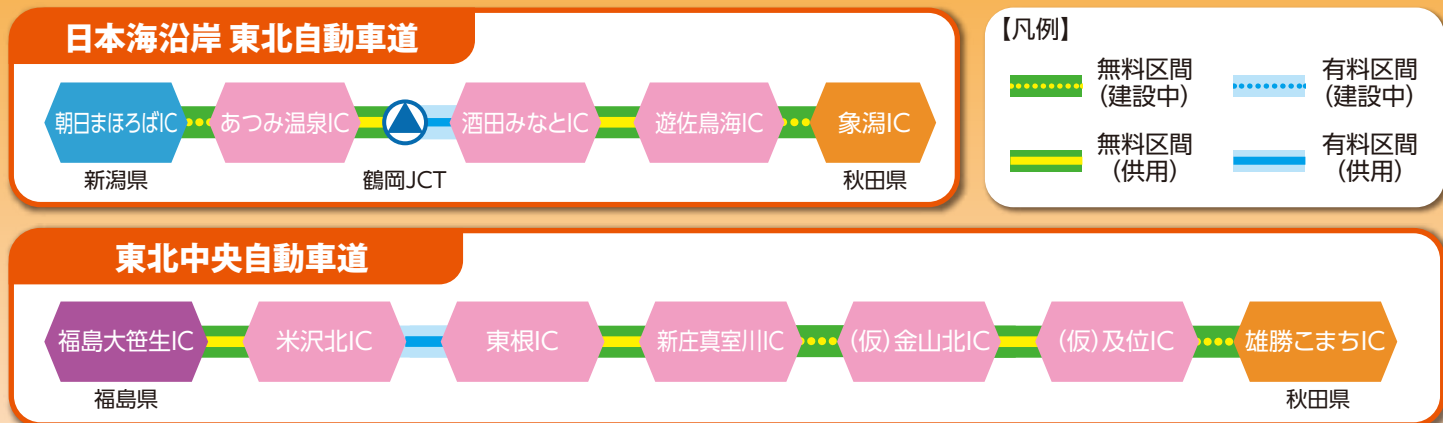 日本海沿岸 東北自動車道
朝日まほろばIC
あつみ温泉IC
酒田みなとIC
遊佐鳥海IC
象潟IC
新潟県
鶴岡JCT
秋田県
【凡例】
無料区間
(建設中)
有料区間
(建設中)
無料区間
(供用)
有料区間
(供用)
東北中央自動車道
福島大笹生IC
米沢北IC
東根IC
新庄真室川IC
(仮)金山北IC
(仮)及位IC
雄勝こまちIC
福島県
秋田県